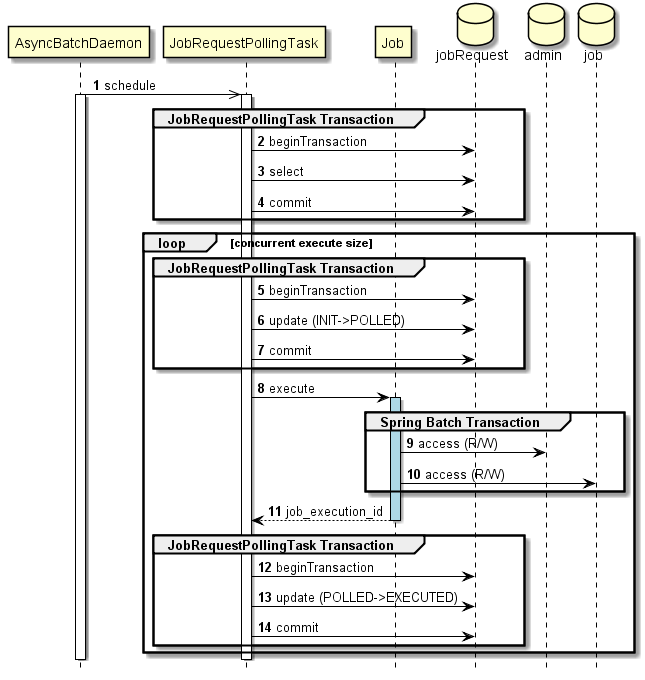 AsyncBatchDaemon JobRequestPollingTask Job jobRequest admin job
1 schedule
JobRequestPollingTask Transaction
2 beginTransaction
3 select
4 commit
loop [concurrent execute size]
JobRequestPollingTask Transaction
5 beginTransaction
6 update (INIT->POLLED)
7 commit
8 execute
Spring Batch Transaction
9 access (R/W)
10 access (R/W)
11 job_execution_id
JobRequestPollingTask Transaction
12 beginTransaction
13 update (POLLED->EXECUTED)
14 commit